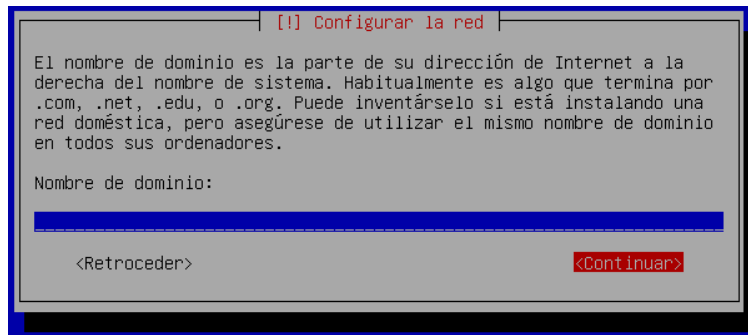 [!] Configurar la red
El nombre de dominio es la parte de su dirección de Internet a la
derecha del nombre de sistema. Habitualmente es algo que termina por
.com, .net, .edu, o .org. Puede inventárselo si está instalando una
red doméstica, pero asegúrese de utilizar el mismo nombre de dominio
en todos sus ordenadores.
Nombre de dominio:
<Retroceder> <Continuar>